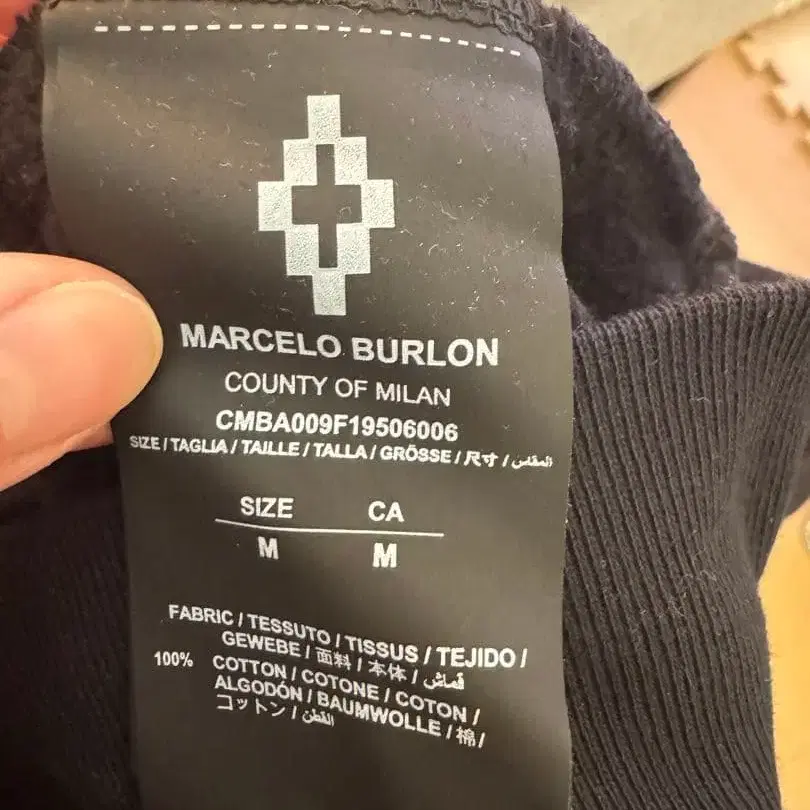 MARCELO BURLON
COUNTY OF MILAN
CMBA009F19506006
SIZE / TAGLIA / TAILLE / TALLA / GRÖSSE / 尺寸 / المقاس
SIZE CA
M M
FABRIC / TESSUTO / TISSUS / TEJIDO /
GEWEBE / 面料 / 本体 / قماش
100% COTTON / COTONE / COTON /
ALGODÓN / BAUMWOLLE / 棉 /
コットン / القطن